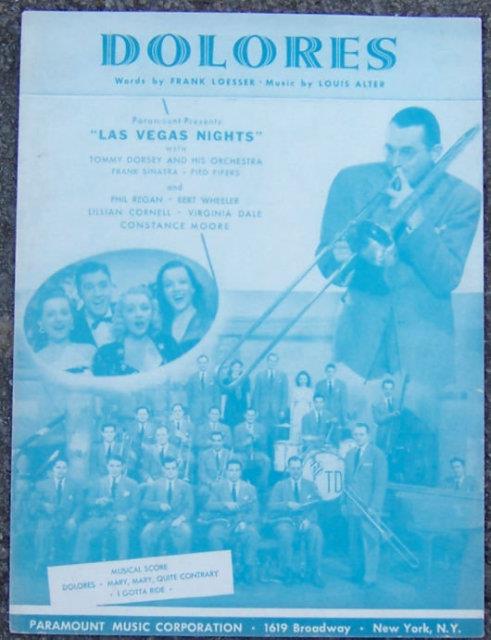 DOLORES
Words by FRANK LOESSER · Music by LOUIS ALTER
Paramount Presents
"LAS VEGAS NIGHTS"
WITH
TOMMY DORSEY AND HIS ORCHESTRA
FRANK SINATRA · PIED PIPERS
and
PHIL REGAN · BERT WHEELER
LILLIAN CORNELL · VIRGINIA DALE
CONSTANCE MOORE
TD
MUSICAL SCORE
DOLORES · MARY, MARY, QUITE CONTRARY
· I GOTTA RIDE ·
PARAMOUNT MUSIC CORPORATION · 1619 Broadway · New York, N.Y.